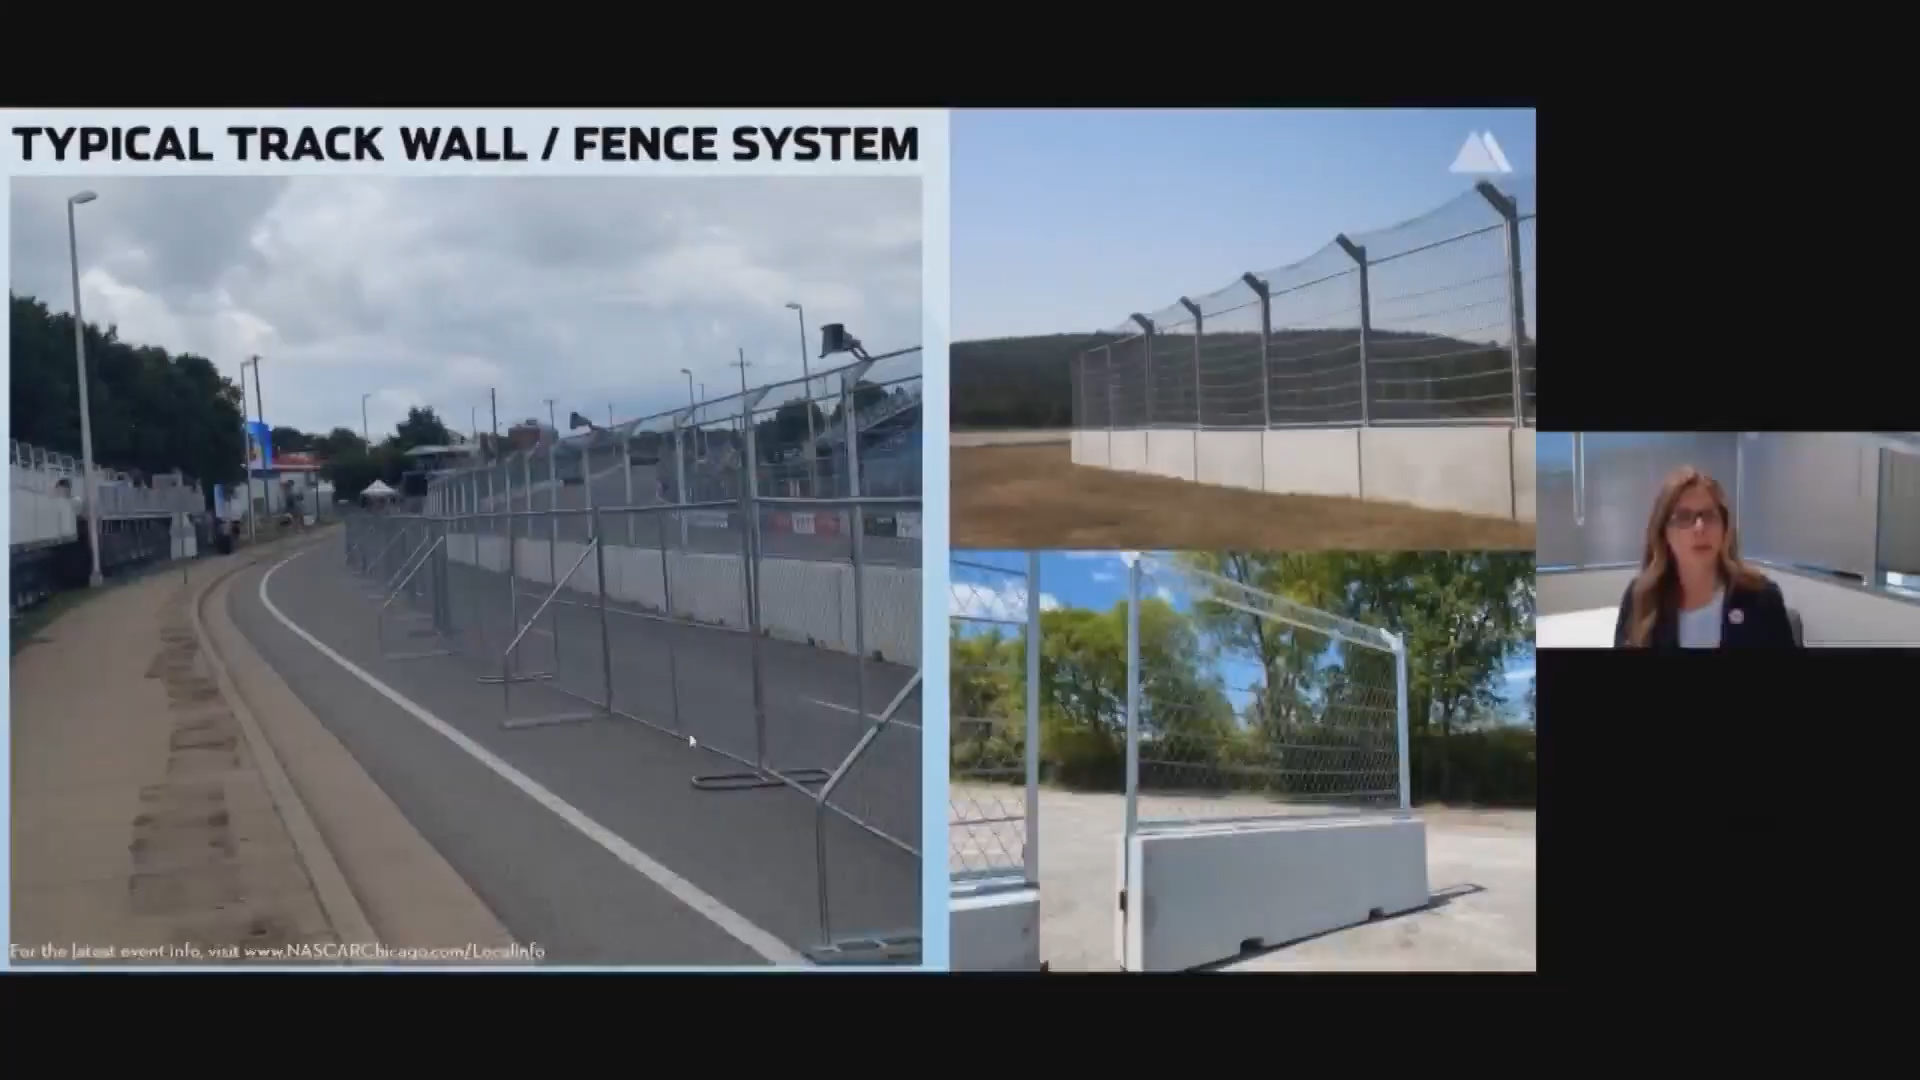 TYPICAL TRACK WALL / FENCE SYSTEM
For the latest event info, visit www.NASCARChicago.com/LocalInfo